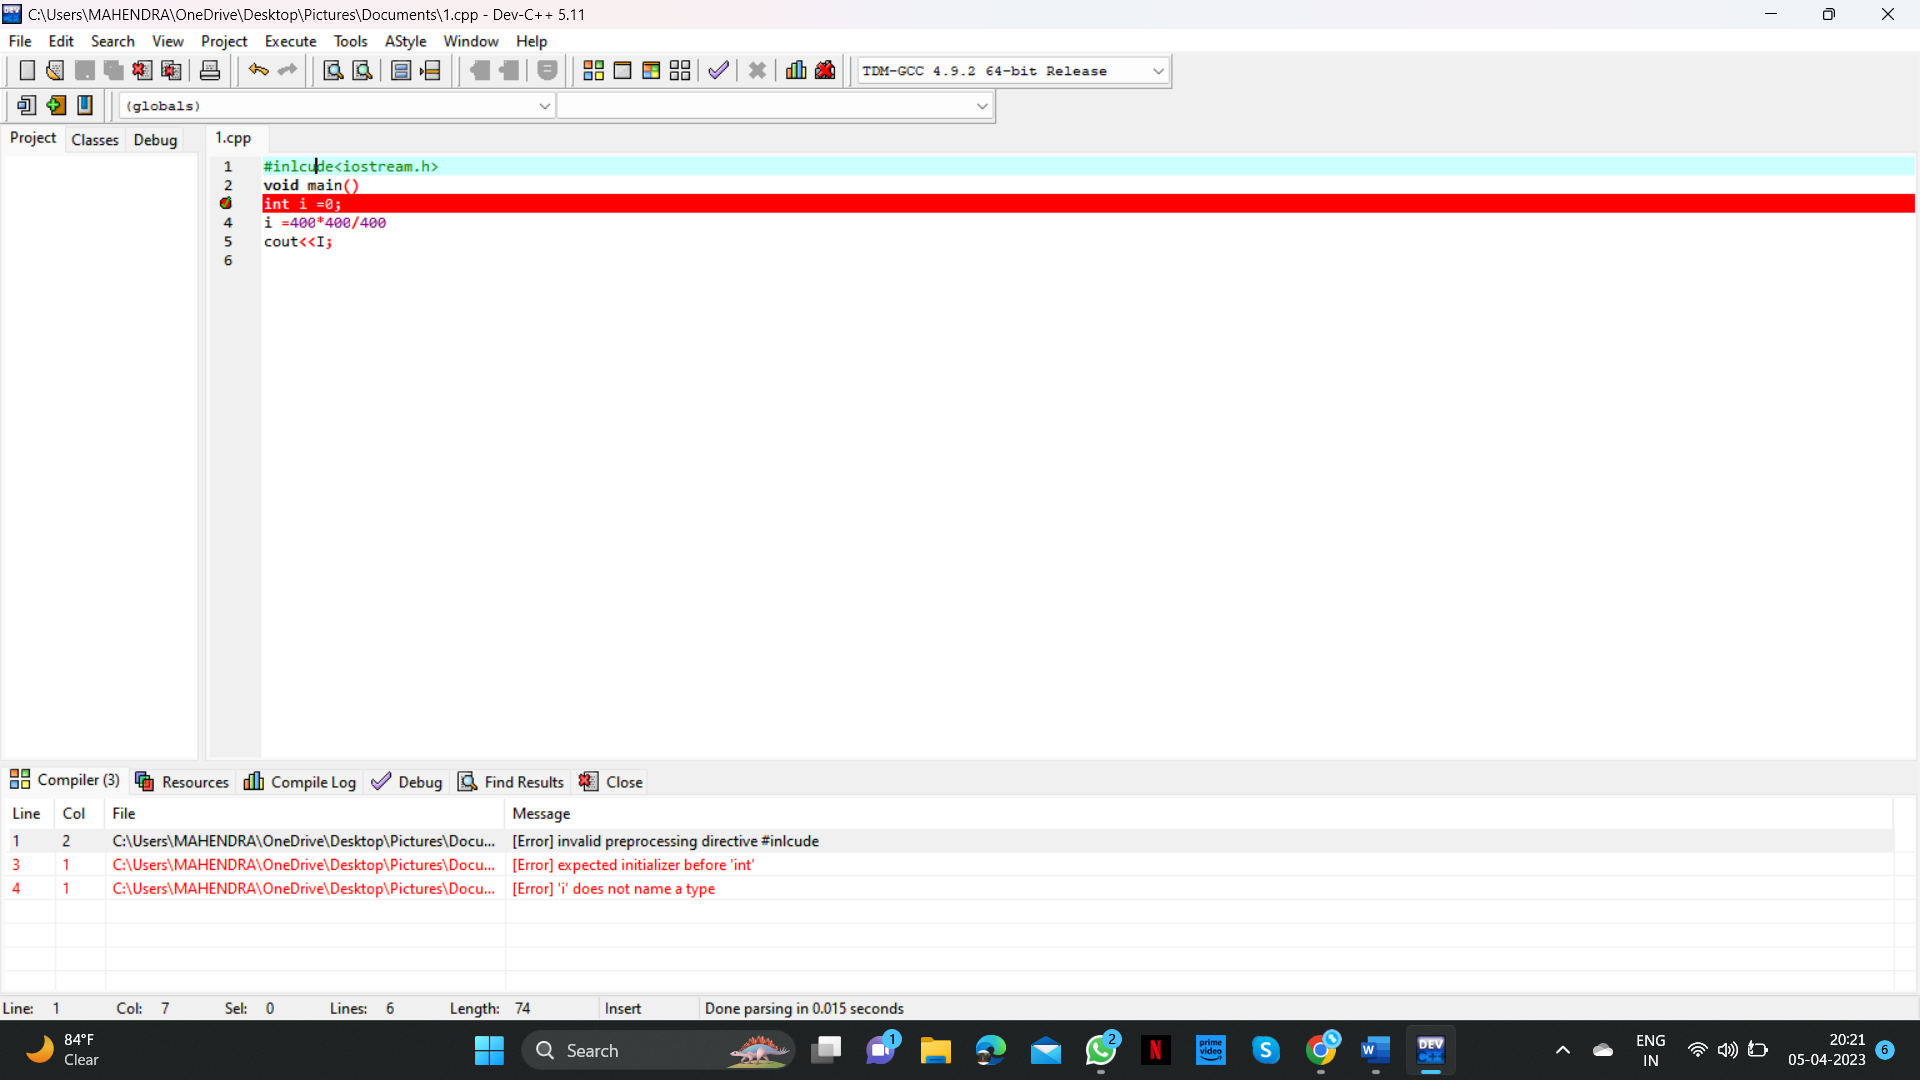 C:\Users\MAHENDRA\OneDrive\Desktop\Pictures\Documents\1.cpp - Dev-C++ 5.11
File Edit Search View Project Execute Tools AStyle Window Help
TDM-GCC 4.9.2 64-bit Release
(globals)
Project Classes Debug 1.cpp
1 #inlcude<iostream.h>
2 void main()
int i =0;
4 i =400*400/400
5 cout<<I;
6
Compiler (3) Resources Compile Log Debug Find Results Close
Line Col File Message
1 2 C:\Users\MAHENDRA\OneDrive\Desktop\Pictures\Docu... [Error] invalid preprocessing directive #inlcude
3 1 C:\Users\MAHENDRA\OneDrive\Desktop\Pictures\Docu... [Error] expected initializer before 'int'
4 1 C:\Users\MAHENDRA\OneDrive\Desktop\Pictures\Docu... [Error] 'i' does not name a type
Line: 1 Col: 7 Sel: 0 Lines: 6 Length: 74 Insert Done parsing in 0.015 seconds
84°F
Clear
Search
1
2
N
prime video
S
W
DEV C++
ENG
IN
20:21
05-04-2023
6